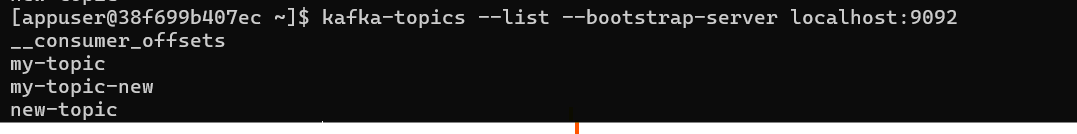 [appuser@38f699b407ec ~]$ kafka-topics --list --bootstrap-server localhost:9092
__consumer_offsets
my-topic
my-topic-new
new-topic